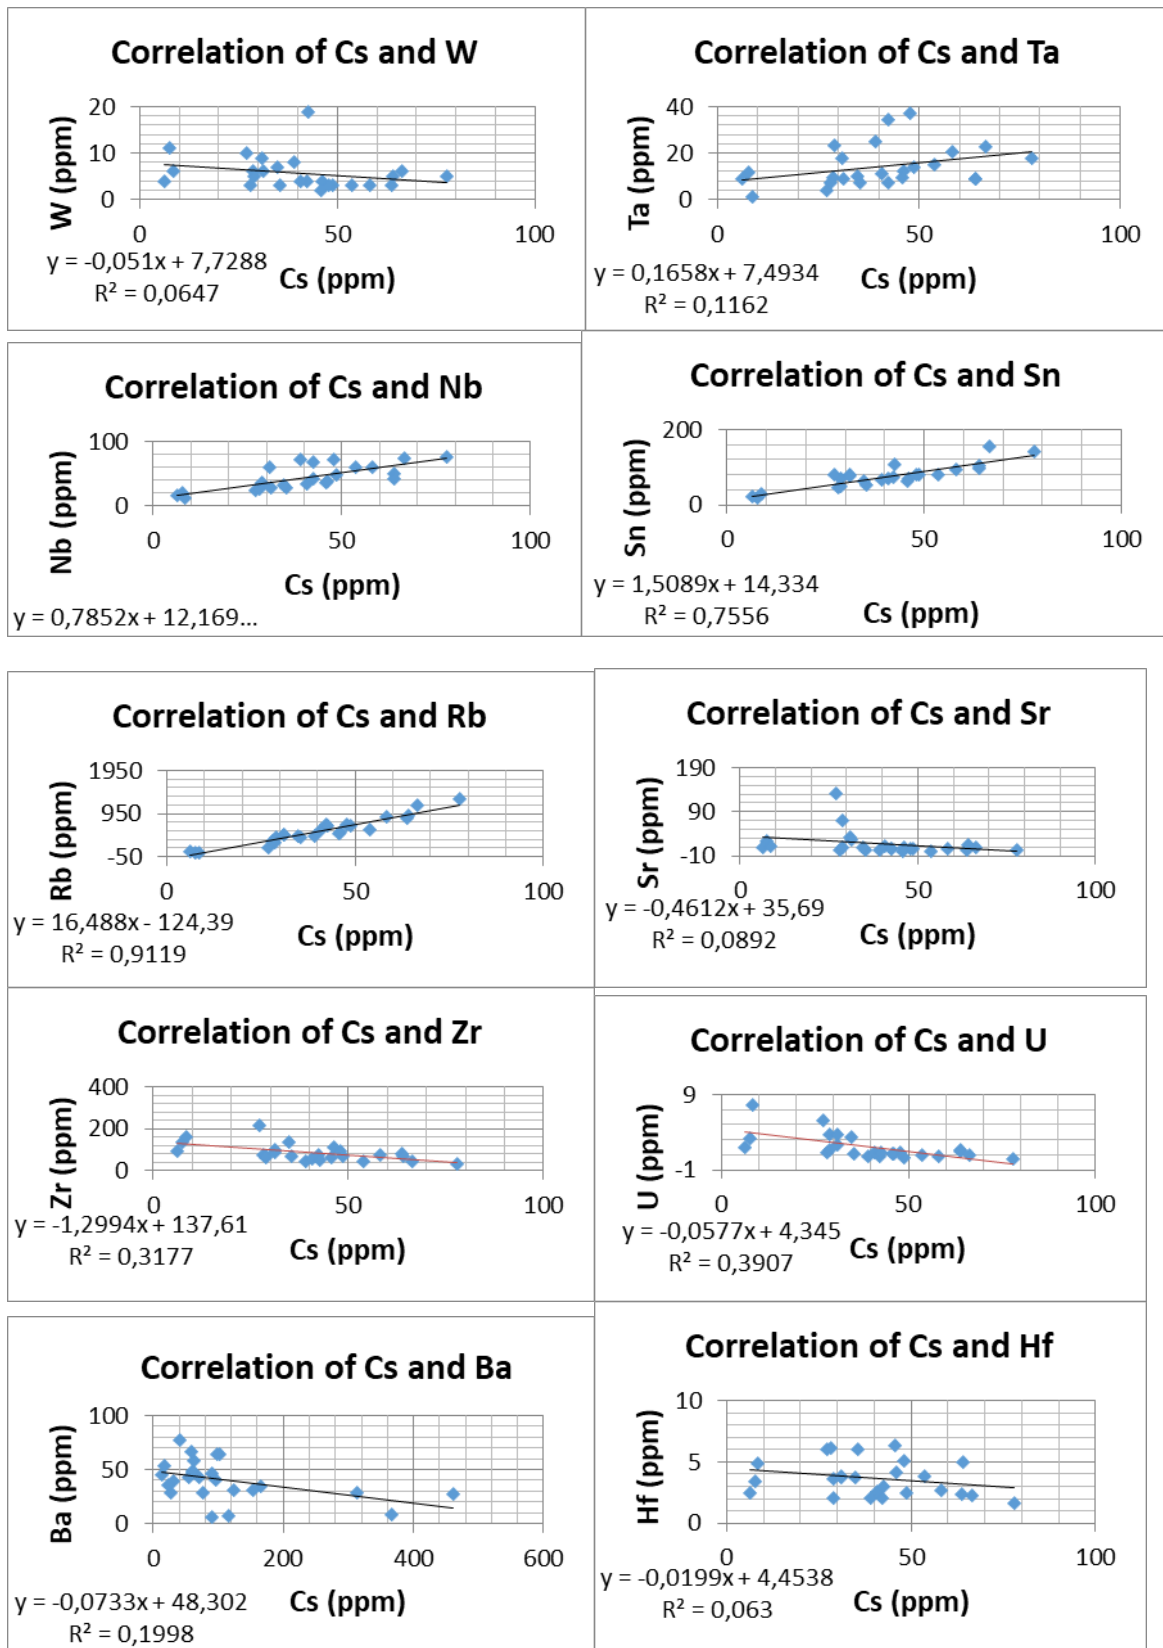 Correlation of Cs and W
20
10
0
0 50 100
W (ppm)
Cs (ppm)
y = -0,051x + 7,7288
R² = 0,0647
Correlation of Cs and Ta
40
20
0
0 50 100
Ta (ppm)
Cs (ppm)
y = 0,1658x + 7,4934
R² = 0,1162
Correlation of Cs and Nb
100
0
0 50 100
Nb (ppm)
Cs (ppm)
y = 0,7852x + 12,169...
Correlation of Cs and Sn
200
0
0 50 100
Sn (ppm)
Cs (ppm)
y = 1,5089x + 14,334
R² = 0,7556
Correlation of Cs and Rb
1950
950
-50
0 50 100
Rb (ppm)
Cs (ppm)
y = 16,488x - 124,39
R² = 0,9119
Correlation of Cs and Sr
190
90
-10
0 50 100
Sr (ppm)
Cs (ppm)
y = -0,4612x + 35,69
R² = 0,0892
Correlation of Cs and Zr
400
200
0
0 50 100
Zr (ppm)
Cs (ppm)
y = -1,2994x + 137,61
R² = 0,3177
Correlation of Cs and U
9
-1
0 50 100
U (ppm)
Cs (ppm)
y = -0,0577x + 4,345
R² = 0,3907
Correlation of Cs and Ba
100
50
0
0 200 400 600
Ba (ppm)
Cs (ppm)
y = -0,0733x + 48,302
R² = 0,1998
Correlation of Cs and Hf
10
5
0
0 50 100
Hf (ppm)
Cs (ppm)
y = -0,0199x + 4,4538
R² = 0,063